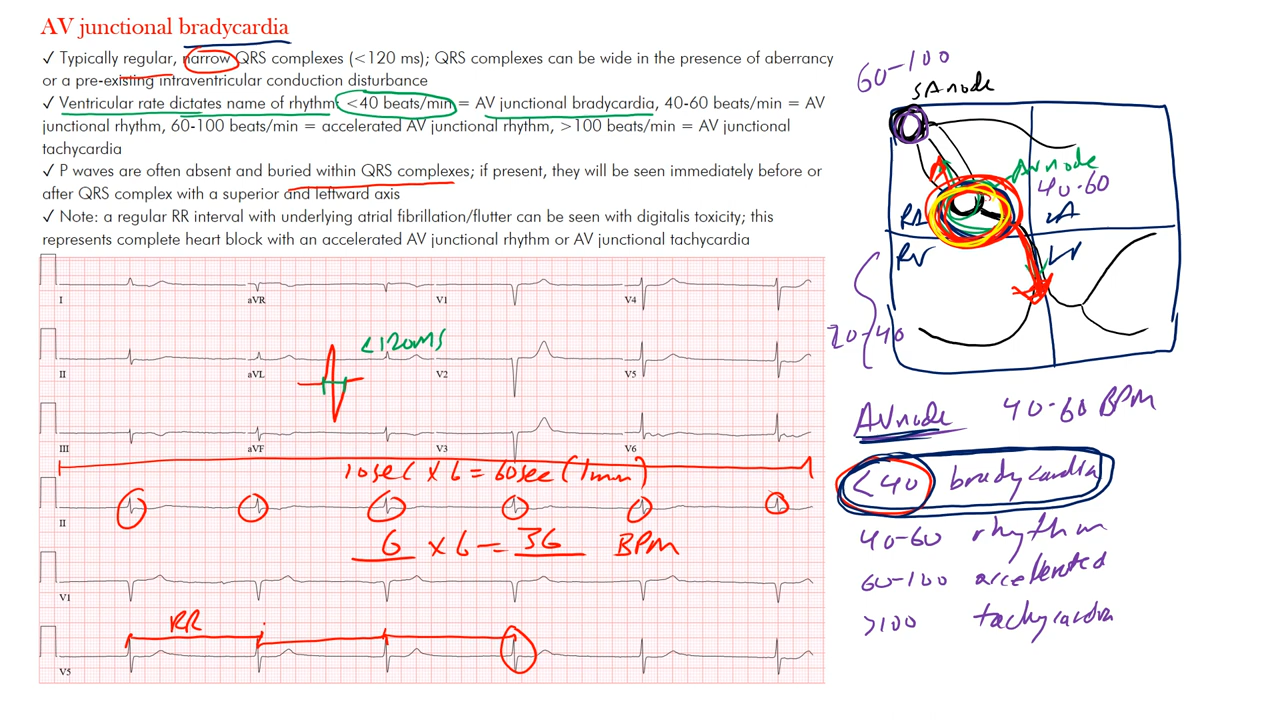 AV junctional bradycardia
✓ Typically regular, narrow QRS complexes (<120 ms); QRS complexes can be wide in the presence of aberrancy
or a pre-existing intraventricular conduction disturbance
✓ Ventricular rate dictates name of rhythm: <40 beats/min = AV junctional bradycardia, 40-60 beats/min = AV
junctional rhythm, 60-100 beats/min = accelerated AV junctional rhythm, >100 beats/min = AV junctional
tachycardia
✓ P waves are often absent and buried within QRS complexes; if present, they will be seen immediately before or
after QRS complex with a superior and leftward axis
✓ Note: a regular RR interval with underlying atrial fibrillation/flutter can be seen with digitalis toxicity; this
represents complete heart block with an accelerated AV junctional rhythm or AV junctional tachycardia
I aVR V1 V4
<120ms
II aVL V2 V5
III aVF V3 V6
10sec x 6 = 60sec (1min)
II
6 x 6 = 36 BPM
V1
RR
V5
60-100
SA node
AV node
40-60
RA LA
RV LV
20-40
AV node 40-60 BPM
<40 bradycardia
40-60 rhythm
60-100 accelerated
>100 tachycardia